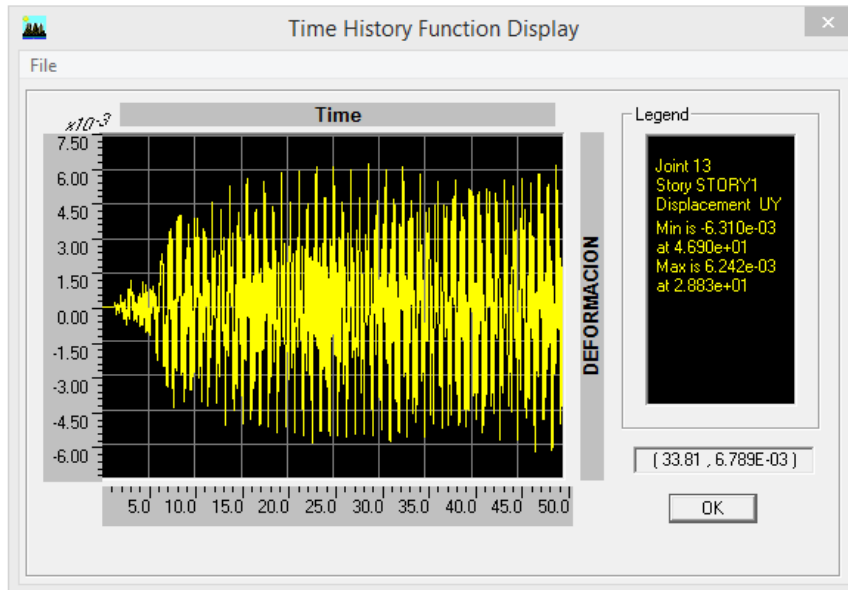 Time History Function Display
×
File
x10-3
Time
7.50
6.00
4.50
3.00
1.50
0.00
-1.50
-3.00
-4.50
-6.00
5.0 10.0 15.0 20.0 25.0 30.0 35.0 40.0 45.0 50.0
DEFORMACION
Legend
Joint 13
Story STORY1
Displacement UY
Min is -6.310e-03
at 4.690e+01
Max is 6.242e-03
at 2.883e+01
( 33.81 , 6.789E-03 )
OK